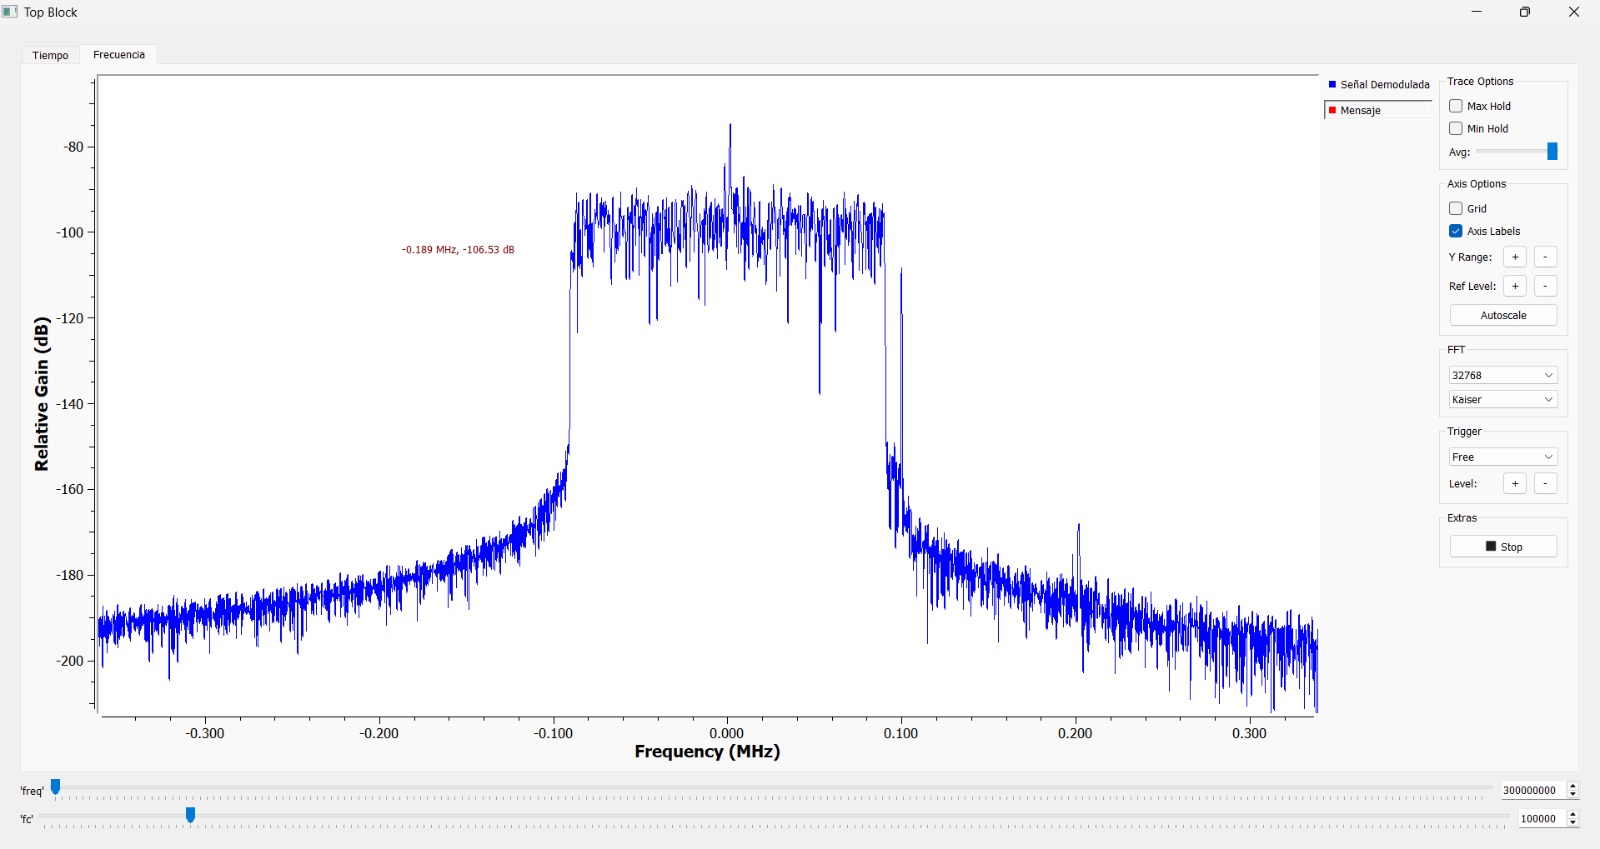 Top Block
Tiempo
Frecuencia
Señal Demodulada
Mensaje
-0.189 MHz, -106.53 dB
Relative Gain (dB)
-80
-100
-120
-140
-160
-180
-200
-0.300
-0.200
-0.100
0.000
0.100
0.200
0.300
Frequency (MHz)
Trace Options
Max Hold
Min Hold
Avg:
Axis Options
Grid
Axis Labels
Y Range: + -
Ref Level: + -
Autoscale
FFT
32768
Kaiser
Trigger
Free
Level: + -
Extras
Stop
'freq' 300000000
'fc' 100000